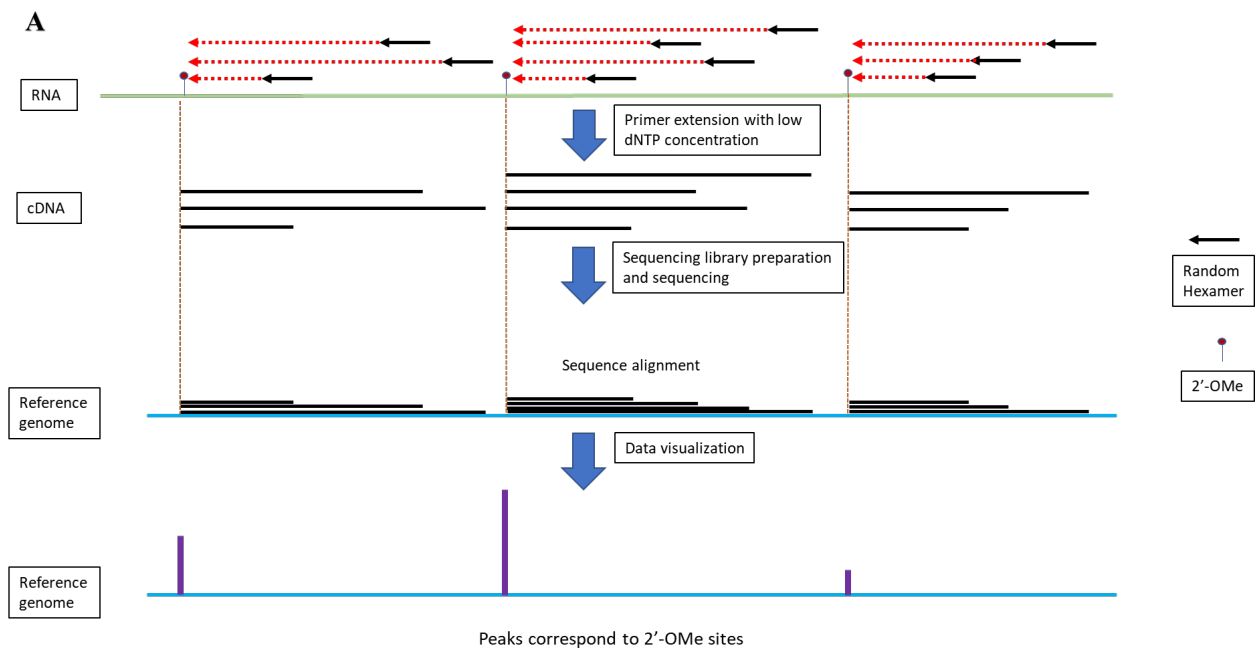 A
RNA
Primer extension with low
dNTP concentration
cDNA
Sequencing library preparation
and sequencing
Random
Hexamer
2’-OMe
Sequence alignment
Reference
genome
Data visualization
Reference
genome
Peaks correspond to 2’-OMe sites